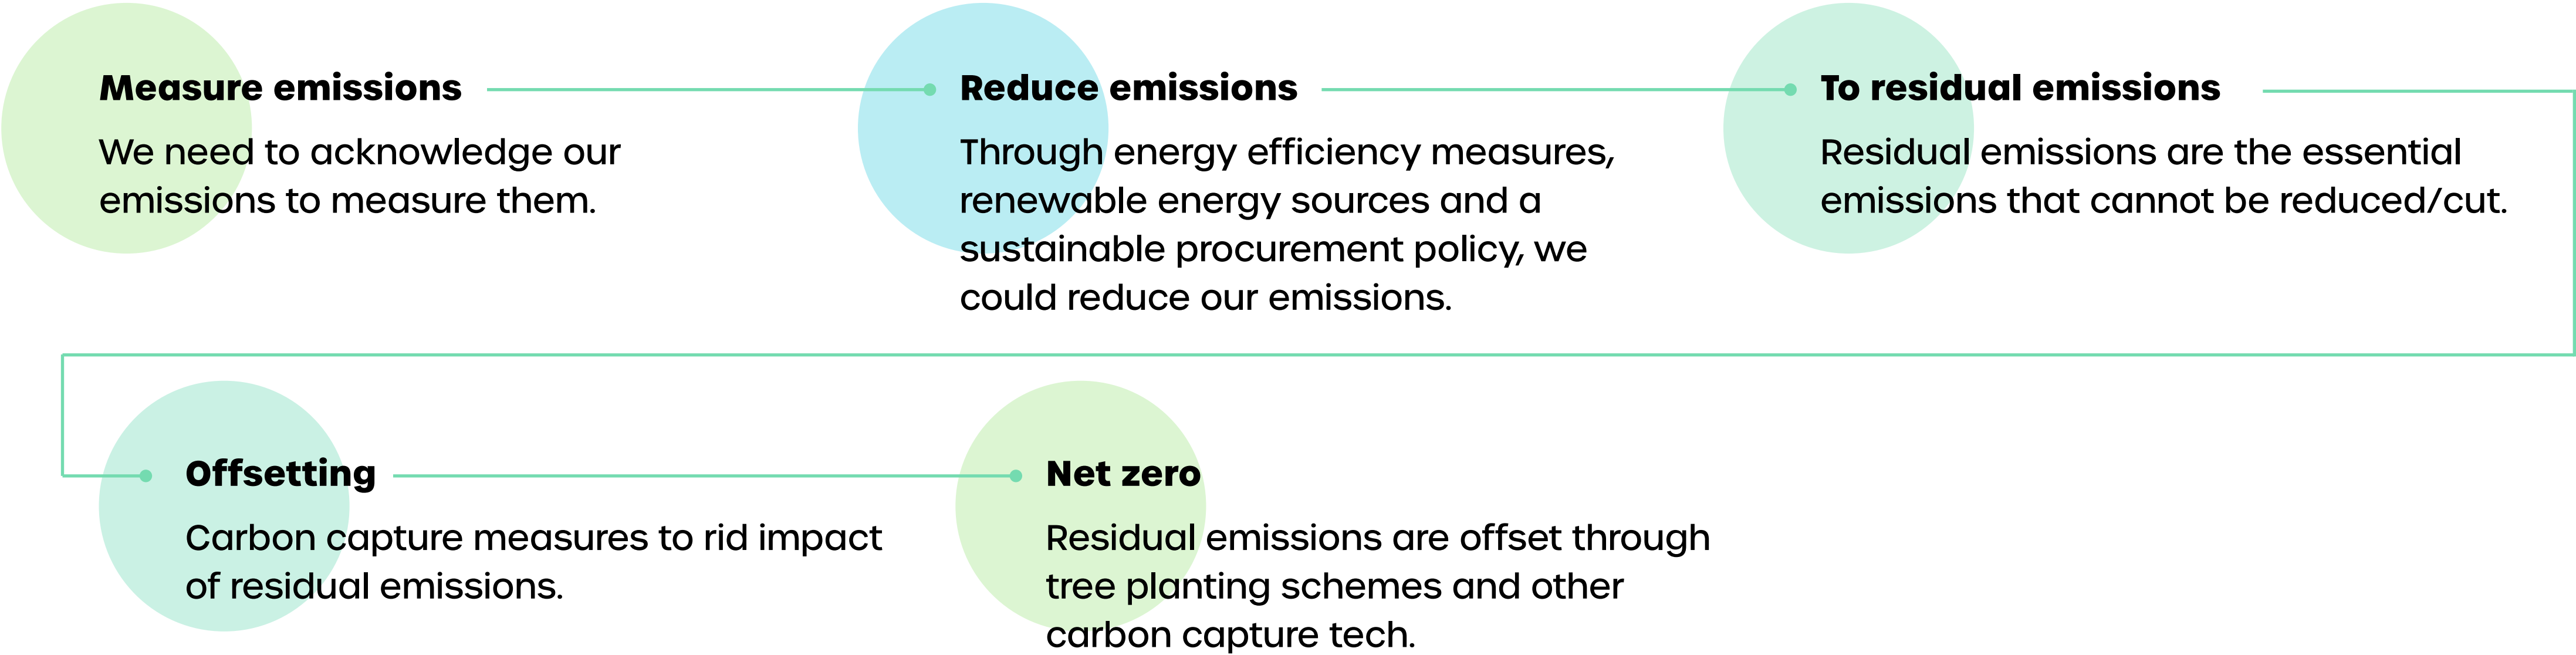 Measure emissions
We need to acknowledge our
emissions to measure them.
Reduce emissions
Through energy efficiency measures,
renewable energy sources and a
sustainable procurement policy, we
could reduce our emissions.
To residual emissions
Residual emissions are the essential
emissions that cannot be reduced/cut.
Offsetting
Carbon capture measures to rid impact
of residual emissions.
Net zero
Residual emissions are offset through
tree planting schemes and other
carbon capture tech.